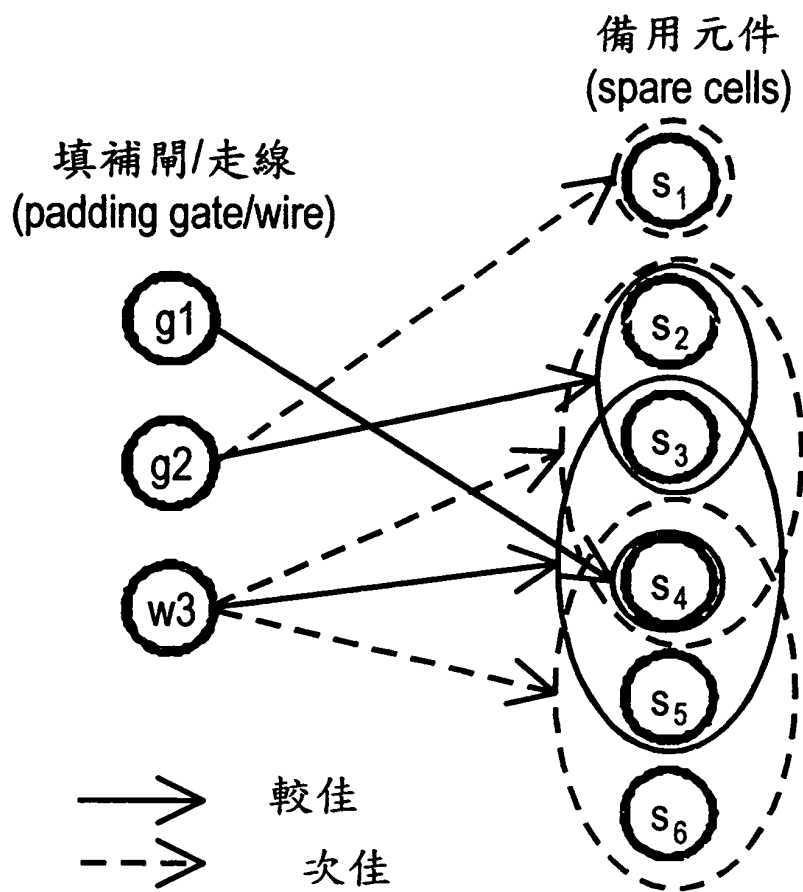 備用元件
(spare cells)
填補閘/走線
(padding gate/wire)
s₁
g1
s₂
g2
s₃
w3
s₄
s₅
s₆
較佳
次佳